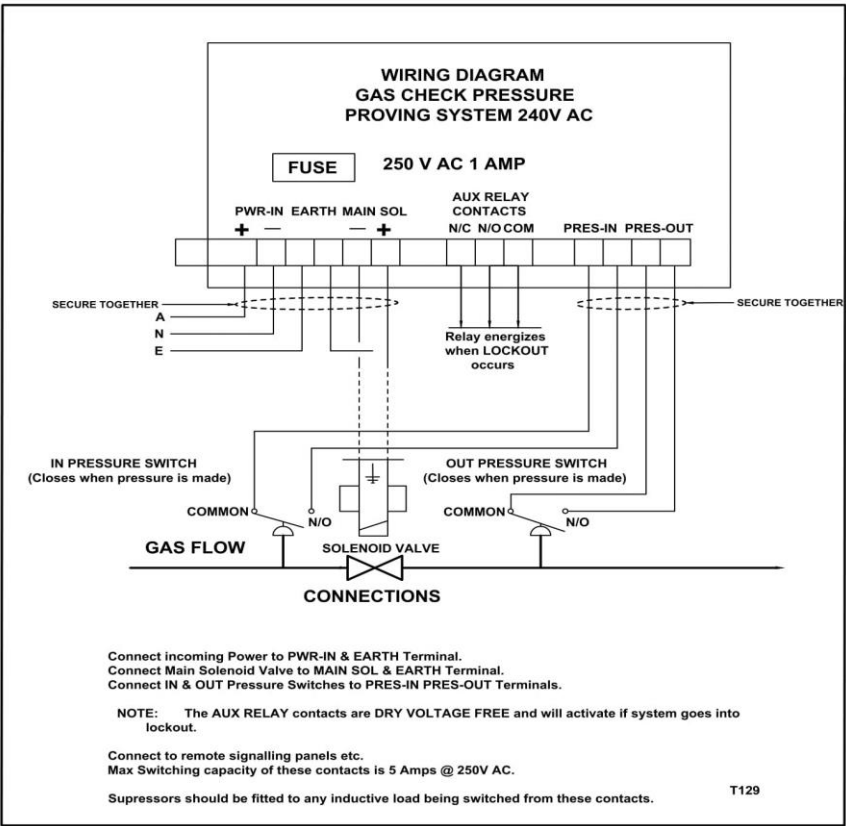 WIRING DIAGRAM
GAS CHECK PRESSURE
PROVING SYSTEM 240V AC
FUSE
250 V AC 1 AMP
PWR-IN EARTH MAIN SOL
+ — — +
AUX RELAY
CONTACTS
N/C N/O COM
PRES-IN PRES-OUT
SECURE TOGETHER
A
N
E
SECURE TOGETHER
Relay energizes
when LOCKOUT
occurs
IN PRESSURE SWITCH
(Closes when pressure is made)
OUT PRESSURE SWITCH
(Closes when pressure is made)
COMMON
N/O
COMMON
N/O
GAS FLOW
SOLENOID VALVE
CONNECTIONS
Connect incoming Power to PWR-IN & EARTH Terminal.
Connect Main Solenoid Valve to MAIN SOL & EARTH Terminal.
Connect IN & OUT Pressure Switches to PRES-IN PRES-OUT Terminals.
NOTE: The AUX RELAY contacts are DRY VOLTAGE FREE and will activate if system goes into
lockout.
Connect to remote signalling panels etc.
Max Switching capacity of these contacts is 5 Amps @ 250V AC.
Supressors should be fitted to any inductive load being switched from these contacts.
T129